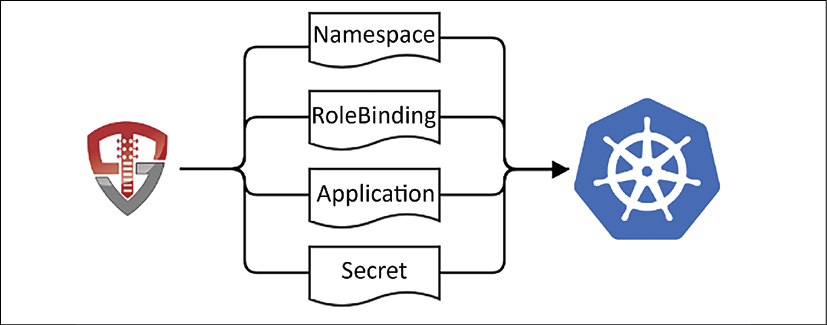 Namespace
RoleBinding
Application
Secret